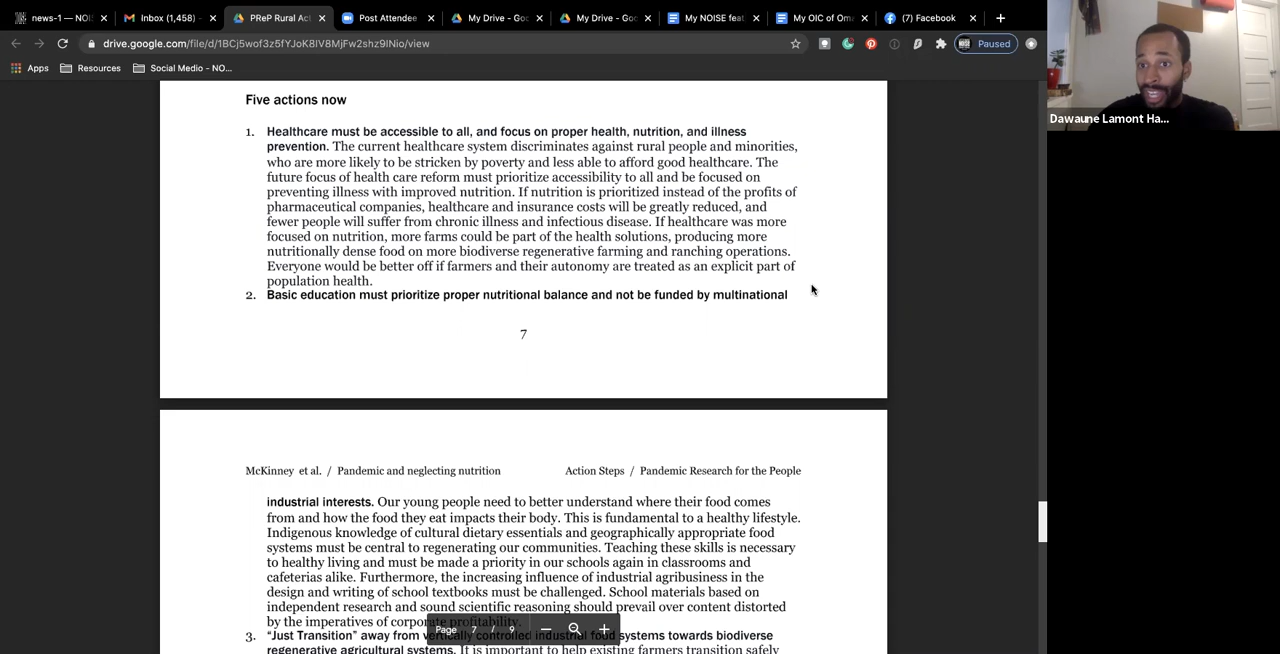 news-1 — NOI
Inbox (1,458) -
PReP Rural Ac
Post Attendee
My Drive - Goo
My Drive - Goo
My NOISE feat
My OIC of Om
(7) Facebook
drive.google.com/file/d/1BCj5wof3z5fYJoK8IV8MjFw2shz9INio/view
Paused
Apps
Resources
Social Medio - NO...
Dawaune Lamont Ha...
Five actions now
1. Healthcare must be accessible to all, and focus on proper health, nutrition, and illness
prevention. The current healthcare system discriminates against rural people and minorities,
who are more likely to be stricken by poverty and less able to afford good healthcare. The
future focus of health care reform must prioritize accessibility to all and be focused on
preventing illness with improved nutrition. If nutrition is prioritized instead of the profits of
pharmaceutical companies, healthcare and insurance costs will be greatly reduced, and
fewer people will suffer from chronic illness and infectious disease. If healthcare was more
focused on nutrition, more farms could be part of the health solutions, producing more
nutritionally dense food on more biodiverse regenerative farming and ranching operations.
Everyone would be better off if farmers and their autonomy are treated as an explicit part of
population health.
2. Basic education must prioritize proper nutritional balance and not be funded by multinational
7
McKinney et al. / Pandemic and neglecting nutrition
Action Steps / Pandemic Research for the People
industrial interests. Our young people need to better understand where their food comes
from and how the food they eat impacts their body. This is fundamental to a healthy lifestyle.
Indigenous knowledge of cultural dietary essentials and geographically appropriate food
systems must be central to regenerating our communities. Teaching these skills is necessary
to healthy living and must be made a priority in our schools again in classrooms and
cafeterias alike. Furthermore, the increasing influence of industrial agribusiness in the
design and writing of school textbooks must be challenged. School materials based on
independent research and sound scientific reasoning should prevail over content distorted
by the imperatives of corporate profitability.
Page 7 / 9
3. "Just Transition" away from vertically controlled industrial food systems towards biodiverse
regenerative agricultural systems. It is important to help existing farmers transition safely